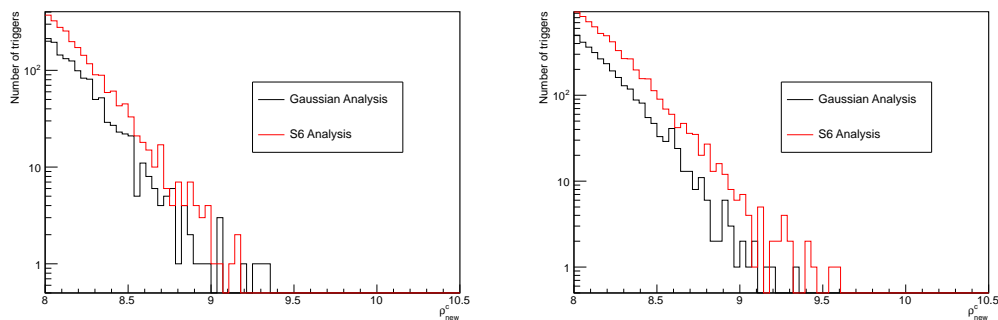 Number of triggers
10²
10
1
Gaussian Analysis
S6 Analysis
8 8.5 9 9.5 10 10.5
ρ^c_new
Number of triggers
10²
10
1
Gaussian Analysis
S6 Analysis
8 8.5 9 9.5 10 10.5
ρ^c_new